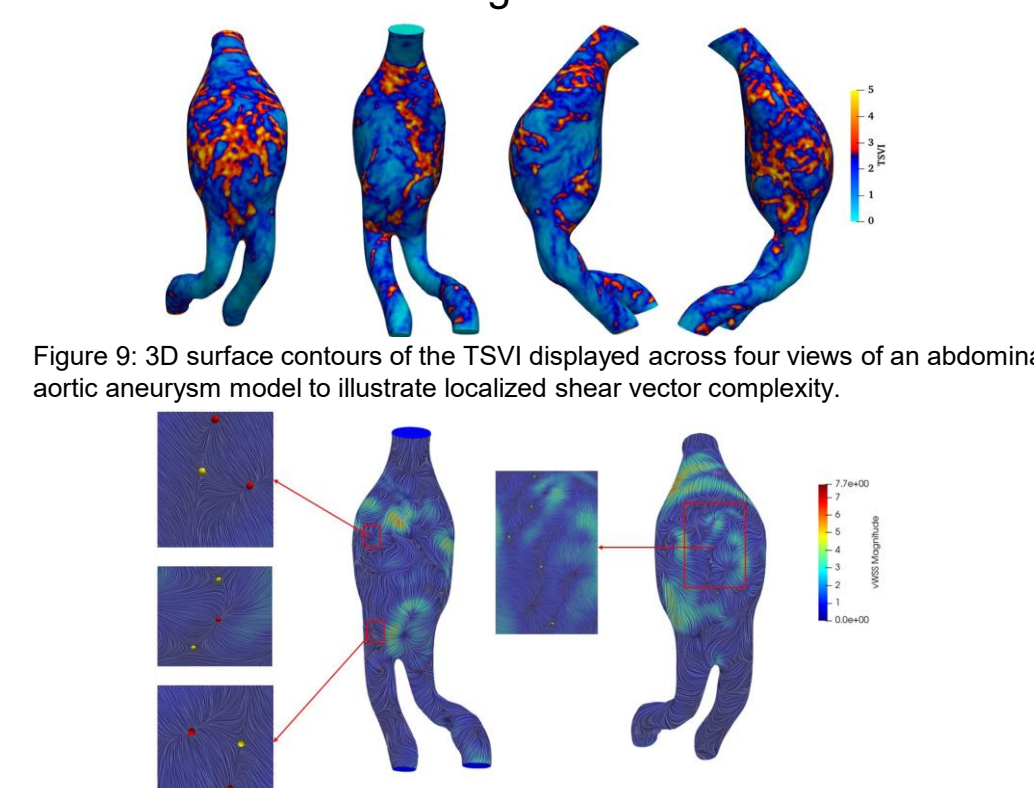 5
4
3
2
1
0
TSVI
Figure 9: 3D surface contours of the TSVI displayed across four views of an abdomina
aortic aneurysm model to illustrate localized shear vector complexity.
7.7e+00
7
6
5
4
3
2
1
0.0e+00
vWSS Magnitude